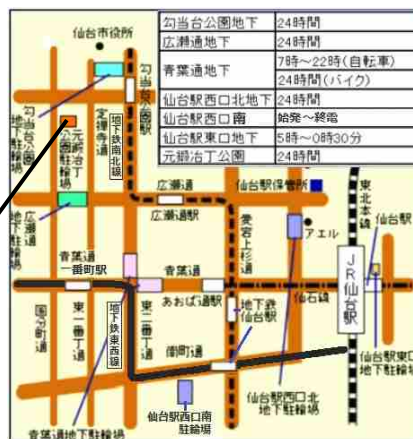 勾当台公園地下 24時間
広瀬通地下 24時間
青葉通地下 7時～22時(自転車)
24時間(バイク)
仙台駅西口北地下 24時間
仙台駅西口南 始発～終電
仙台駅東口地下 5時～0時30分
元鍛冶丁公園 24時間
仙台市役所
勾当台公園駅
勾当台公園
地下駐輪場
元鍛冶丁
公園駐輪場
定禅寺通
地下鉄南北線
広瀬通
地下駐輪場
広瀬通
広瀬通駅
仙台駅保管所
東北本線
仙台駅
愛宮上杉通
アエル
JR仙台駅
青葉通
一番町駅
青葉通
あおば通駅
仙石線
地下鉄
仙台駅
国分町通
東一番丁通
地下鉄東西線
東二番丁通
南町通
仙台駅東口
地下駐輪場
仙台駅西口北
地下駐輪場
仙台駅西口南
駐輪場
青葉通地下駐輪場